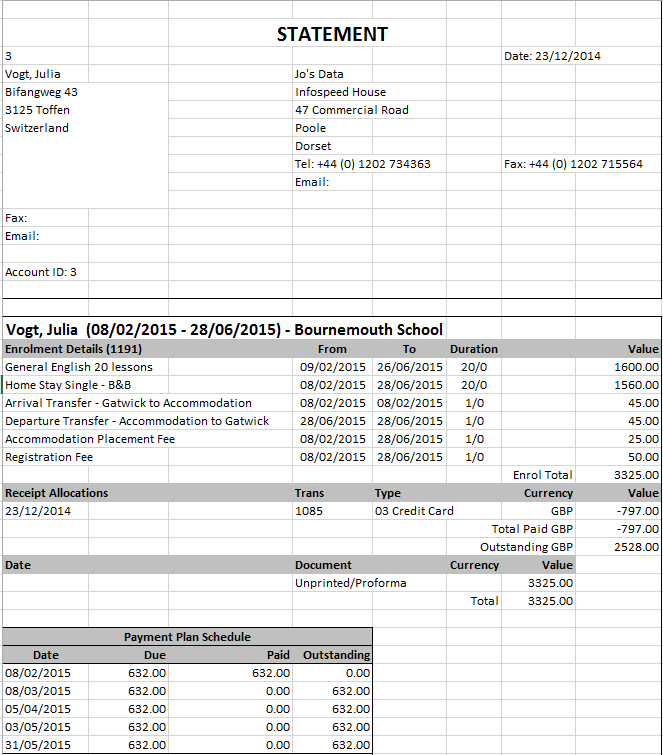 STATEMENT
3 Date: 23/12/2014
Vogt, Julia Jo's Data
Bifangweg 43 Infospeed House
3125 Toffen 47 Commercial Road
Switzerland Poole
Dorset
Tel: +44 (0) 1202 734363 Fax: +44 (0) 1202 715564
Email:
Fax:
Email:
Account ID: 3
Vogt, Julia (08/02/2015 - 28/06/2015) - Bournemouth School
Enrolment Details (1191) From To Duration Value
General English 20 lessons 09/02/2015 26/06/2015 20/0 1600.00
Home Stay Single - B&B 08/02/2015 28/06/2015 20/0 1560.00
Arrival Transfer - Gatwick to Accommodation 08/02/2015 08/02/2015 1/0 45.00
Departure Transfer - Accommodation to Gatwick 28/06/2015 28/06/2015 1/0 45.00
Accommodation Placement Fee 08/02/2015 28/06/2015 1/0 25.00
Registration Fee 08/02/2015 28/06/2015 1/0 50.00
Enrol Total 3325.00
Receipt Allocations Trans Type Currency Value
23/12/2014 1085 03 Credit Card GBP -797.00
Total Paid GBP -797.00
Outstanding GBP 2528.00
Date Document Currency Value
Unprinted/Proforma 3325.00
Total 3325.00
Payment Plan Schedule
Date Due Paid Outstanding
08/02/2015 632.00 632.00 0.00
08/03/2015 632.00 0.00 632.00
05/04/2015 632.00 0.00 632.00
03/05/2015 632.00 0.00 632.00
31/05/2015 632.00 0.00 632.00